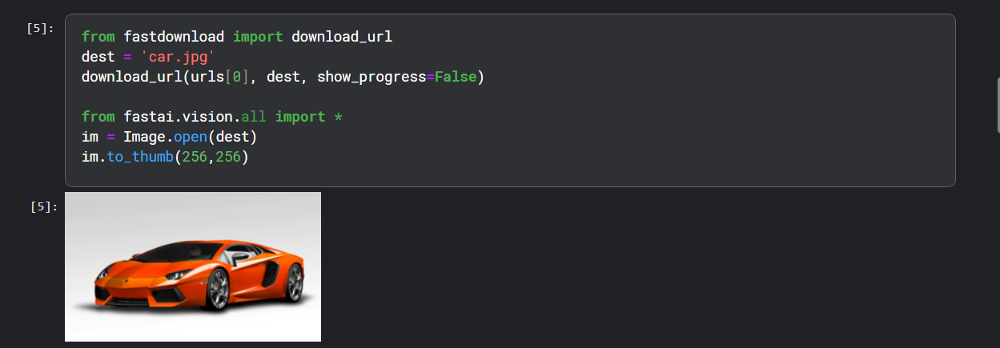 [5]:
from fastdownload import download_url
dest = 'car.jpg'
download_url(urls[0], dest, show_progress=False)
from fastai.vision.all import *
im = Image.open(dest)
im.to_thumb(256,256)
[5]: